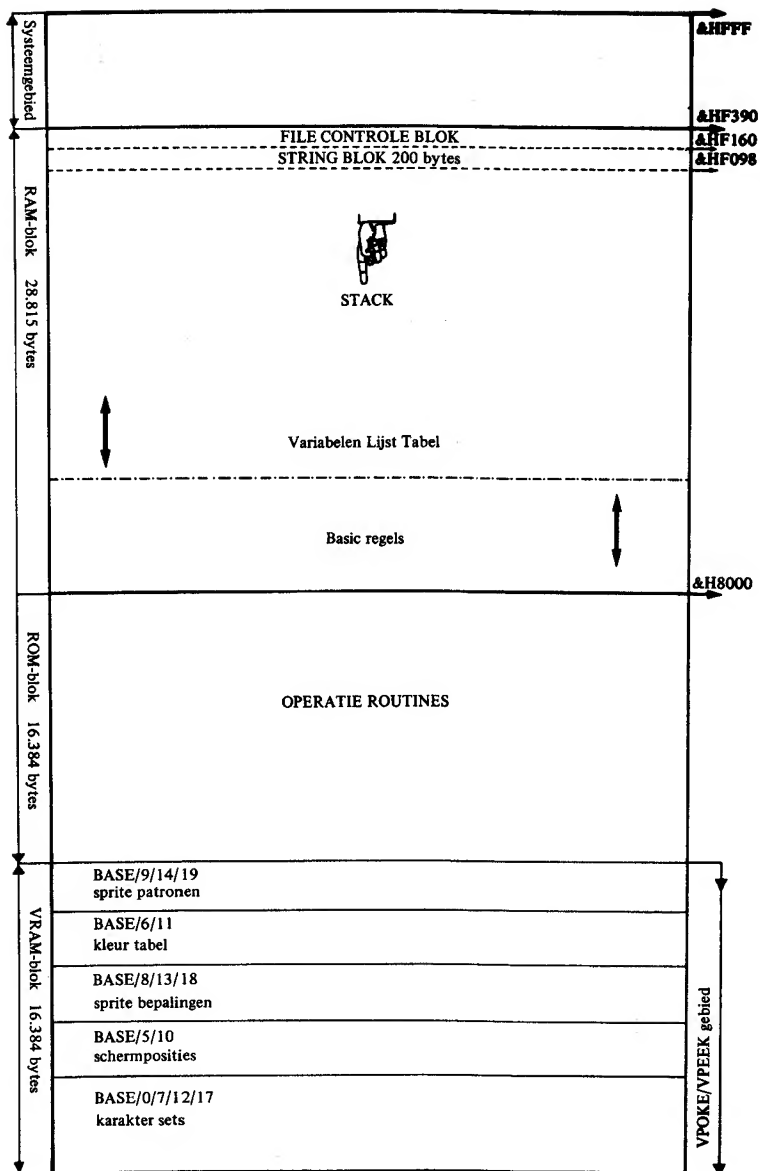 &HFFF
Systeemgebied
&HF390
FILE CONTROLE BLOK
&HF160
STRING BLOK 200 bytes
&HF098
RAM-blok 28.815 bytes
STACK
Variabelen Lijst Tabel
Basic regels
&H8000
ROM-blok 16.384 bytes
OPERATIE ROUTINES
VRAM-blok 16.384 bytes
BASE/9/14/19
sprite patronen
BASE/6/11
kleur tabel
BASE/8/13/18
sprite bepalingen
BASE/5/10
schermposities
BASE/0/7/12/17
karakter sets
VPOKE/VPEEK gebied